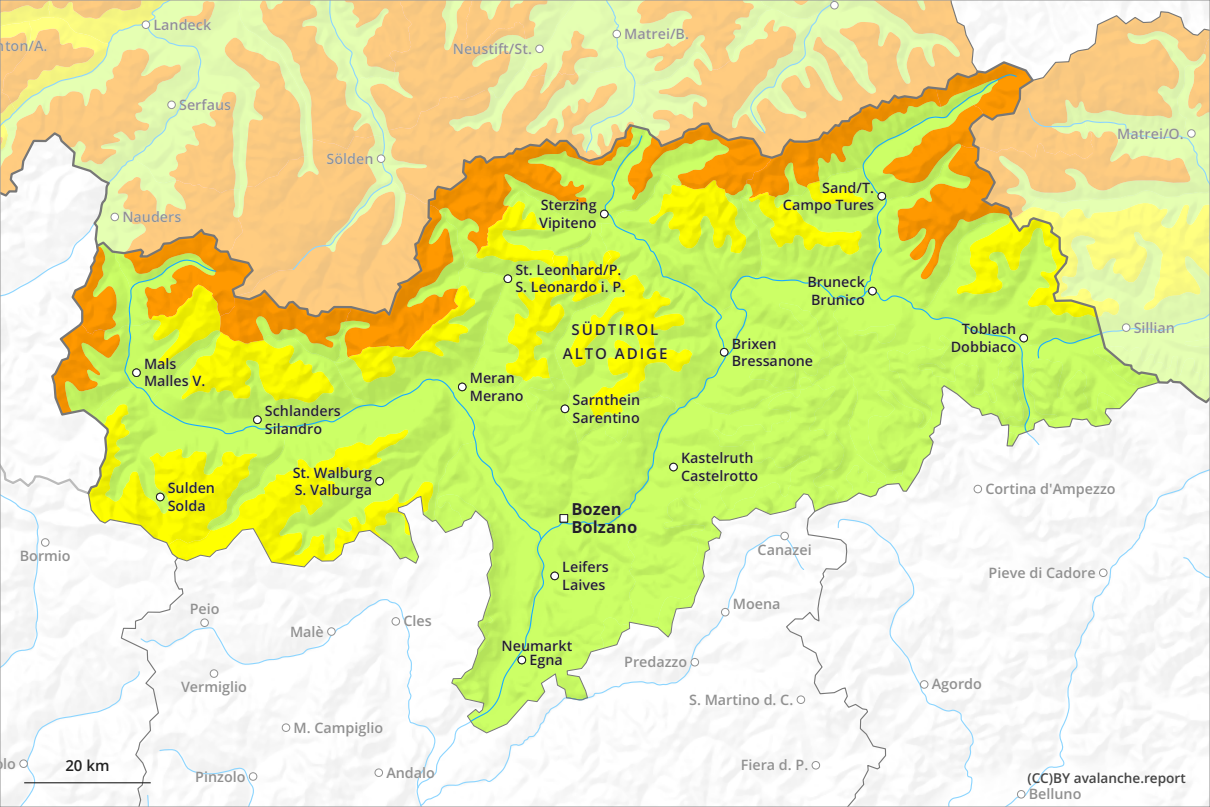 Landeck
nton/A.
Neustift/St.
Matrei/B.
Serfaus
Matrei/O.
Sölden
Nauders
Sand/T.
Campo Tures
Sterzing
Vipiteno
St. Leonhard/P.
S. Leonardo i. P.
Bruneck
Brunico
SÜDTIROL
ALTO ADIGE
Toblach
Dobbiaco
Sillian
Brixen
Bressanone
Mals
Malles V.
Meran
Merano
Sarnthein
Sarentino
Schlanders
Silandro
Kastelruth
Castelrotto
St. Walburg
S. Valburga
Sulden
Solda
Cortina d'Ampezzo
Bozen
Bolzano
Bormio
Canazei
Leifers
Laives
Pieve di Cadore
Peio
Moena
Cles
Malè
Neumarkt
Egna
Predazzo
Vermiglio
Agordo
S. Martino d. C.
M. Campiglio
olo
20 km
Fiera d. P.
Pinzolo
Andalo
(CC)BY avalanche.report
Belluno